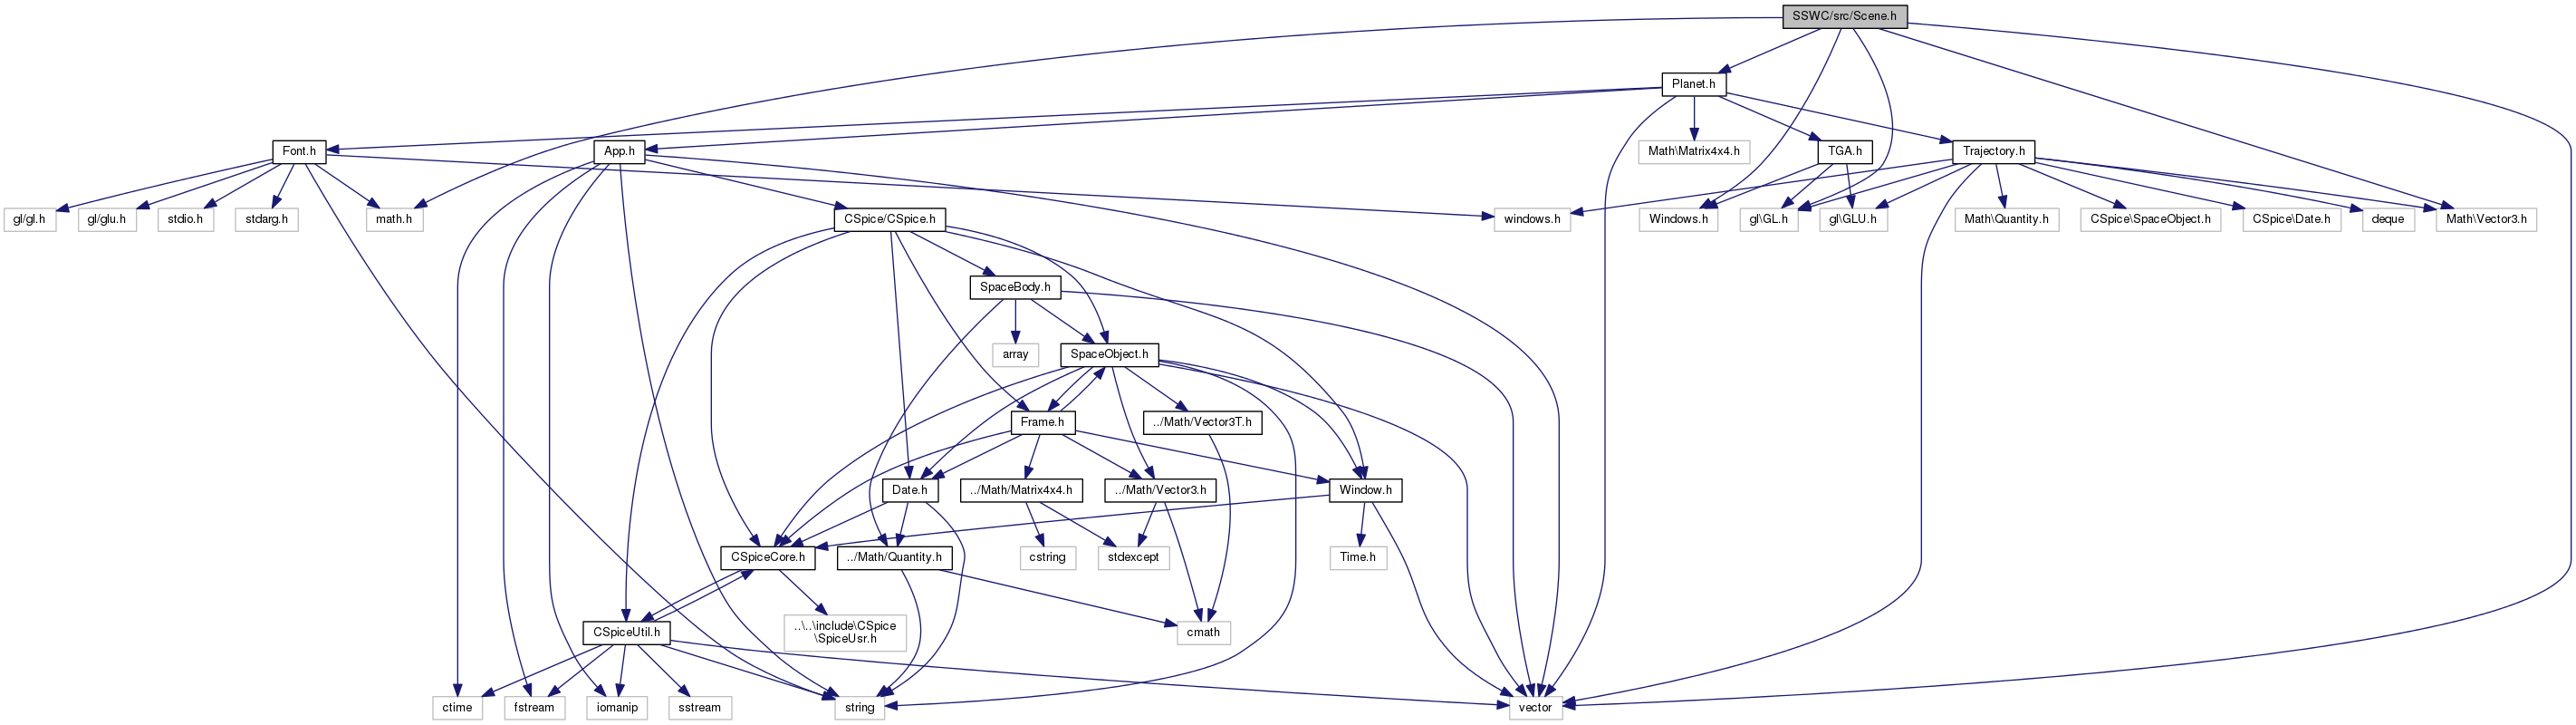 SSWC/src/Scene.h
Planet.h
Font.h
App.h
Math\Matrix4x4.h
TGA.h
Trajectory.h
gl/gl.h
gl/glu.h
stdio.h
stdarg.h
math.h
CSpice/CSpice.h
windows.h
Windows.h
gl\GL.h
gl\GLU.h
Math\Quantity.h
CSpice\SpaceObject.h
CSpice\Date.h
deque
Math\Vector3.h
SpaceBody.h
array
SpaceObject.h
Frame.h
../Math/Vector3T.h
Date.h
../Math/Matrix4x4.h
../Math/Vector3.h
Window.h
CSpiceCore.h
../Math/Quantity.h
cstring
stdexcept
Time.h
CSpiceUtil.h
..\..\include\CSpice
\SpiceUsr.h
cmath
ctime
fstream
iomanip
sstream
string
vector